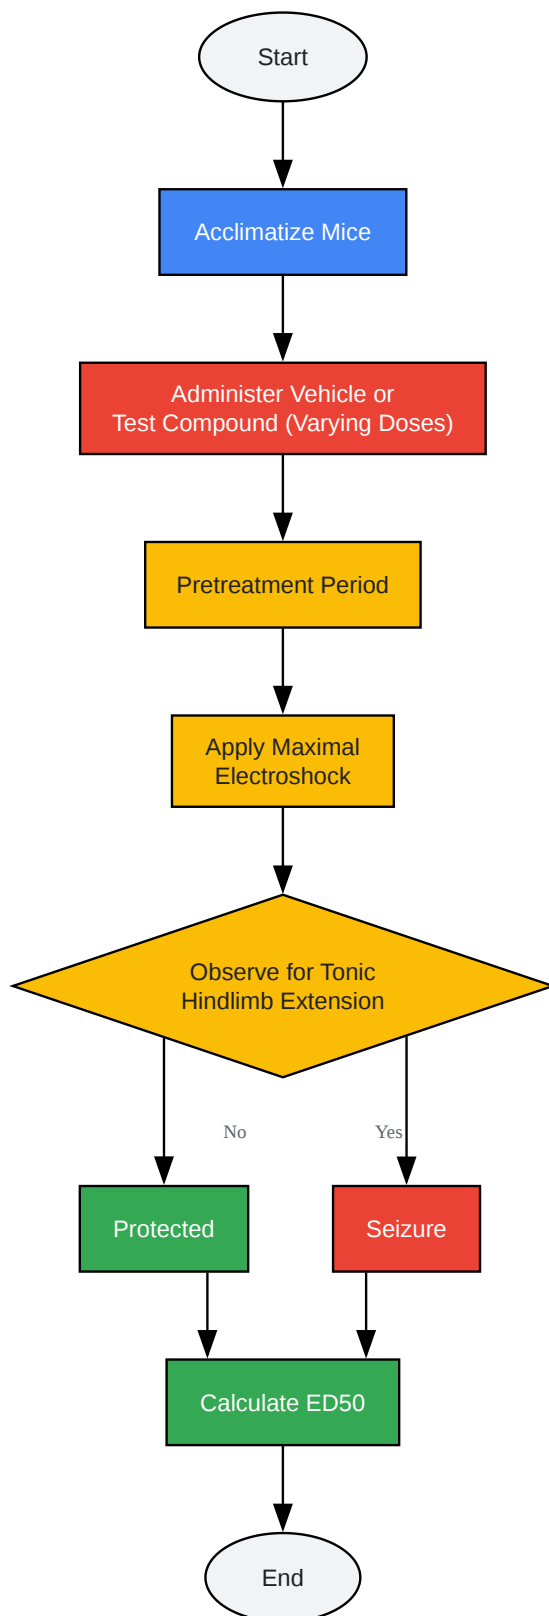 Start
Acclimatize Mice
Administer Vehicle or
Test Compound (Varying Doses)
Pretreatment Period
Apply Maximal
Electroshock
Observe for Tonic
Hindlimb Extension
No
Yes
Protected
Seizure
Calculate ED50
End